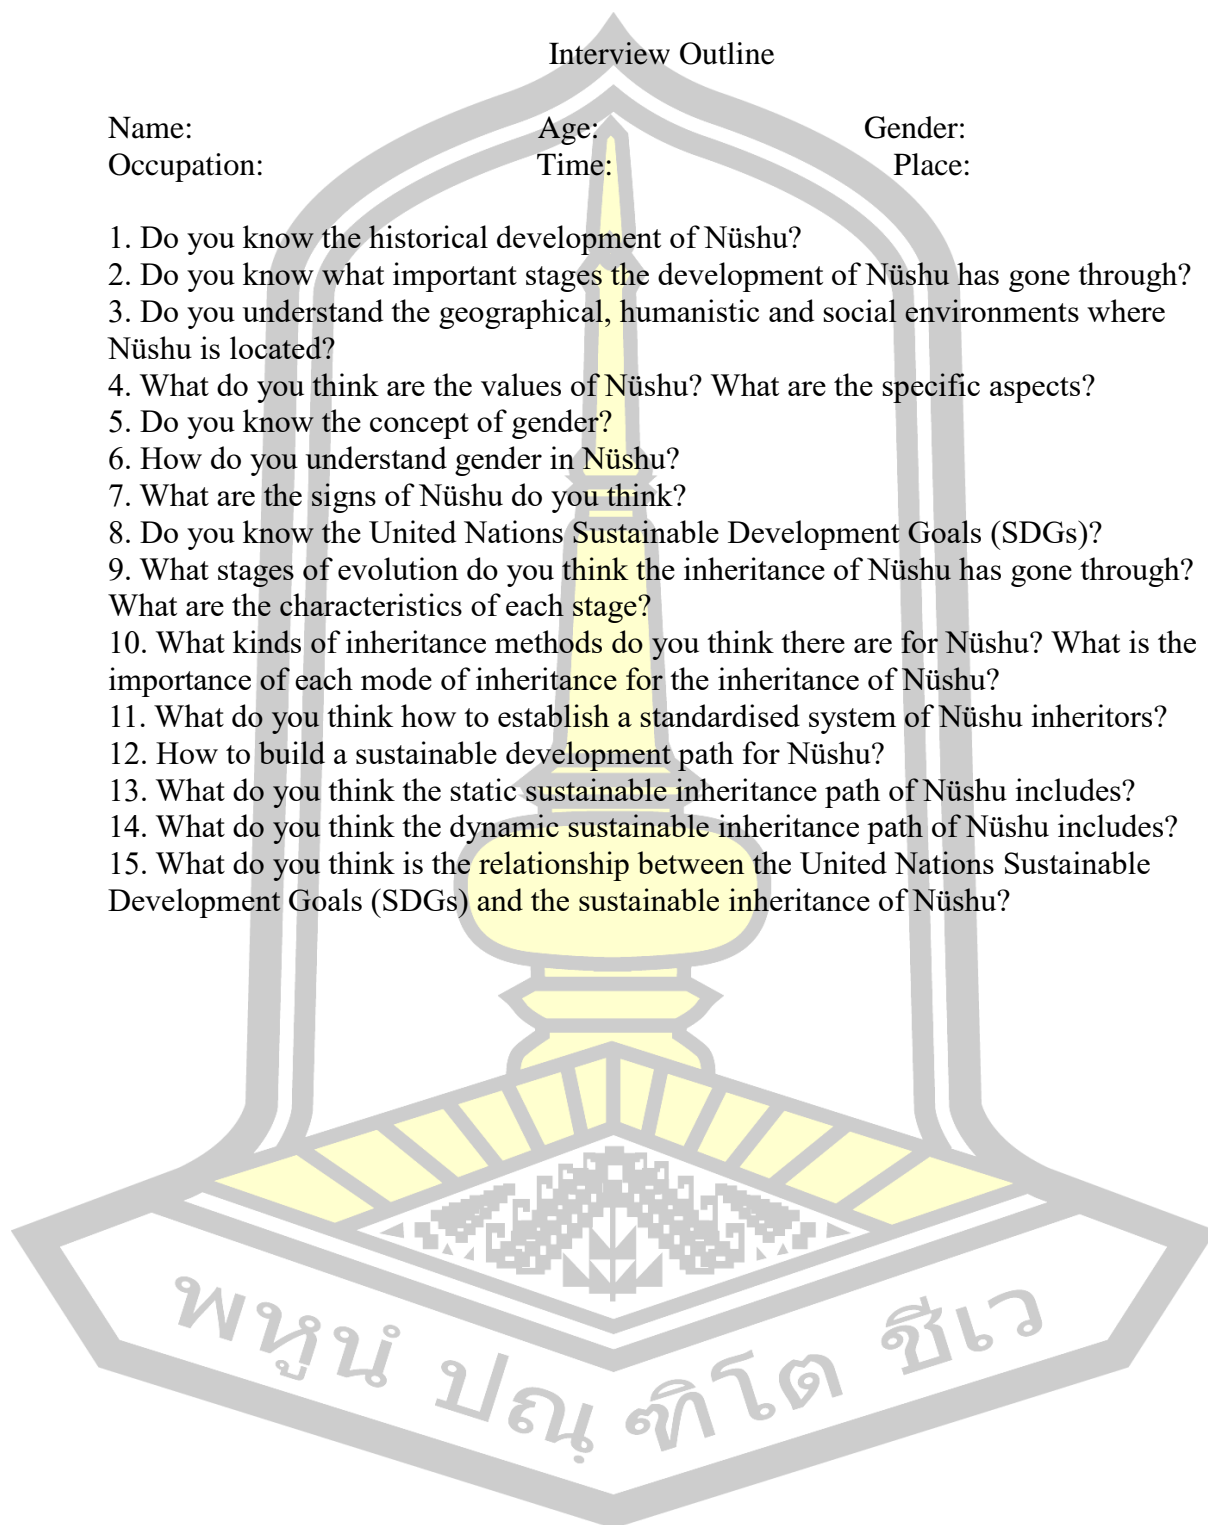 Interview Outline
Name: Age: Gender:
Occupation: Time: Place:
1. Do you know the historical development of Nüshu?
2. Do you know what important stages the development of Nüshu has gone through?
3. Do you understand the geographical, humanistic and social environments where
Nüshu is located?
4. What do you think are the values of Nüshu? What are the specific aspects?
5. Do you know the concept of gender?
6. How do you understand gender in Nüshu?
7. What are the signs of Nüshu do you think?
8. Do you know the United Nations Sustainable Development Goals (SDGs)?
9. What stages of evolution do you think the inheritance of Nüshu has gone through?
What are the characteristics of each stage?
10. What kinds of inheritance methods do you think there are for Nüshu? What is the
importance of each mode of inheritance for the inheritance of Nüshu?
11. What do you think how to establish a standardised system of Nüshu inheritors?
12. How to build a sustainable development path for Nüshu?
13. What do you think the static sustainable inheritance path of Nüshu includes?
14. What do you think the dynamic sustainable inheritance path of Nüshu includes?
15. What do you think is the relationship between the United Nations Sustainable
Development Goals (SDGs) and the sustainable inheritance of Nüshu?
พหูนํ ปณฺ ฑิโต ชีเว